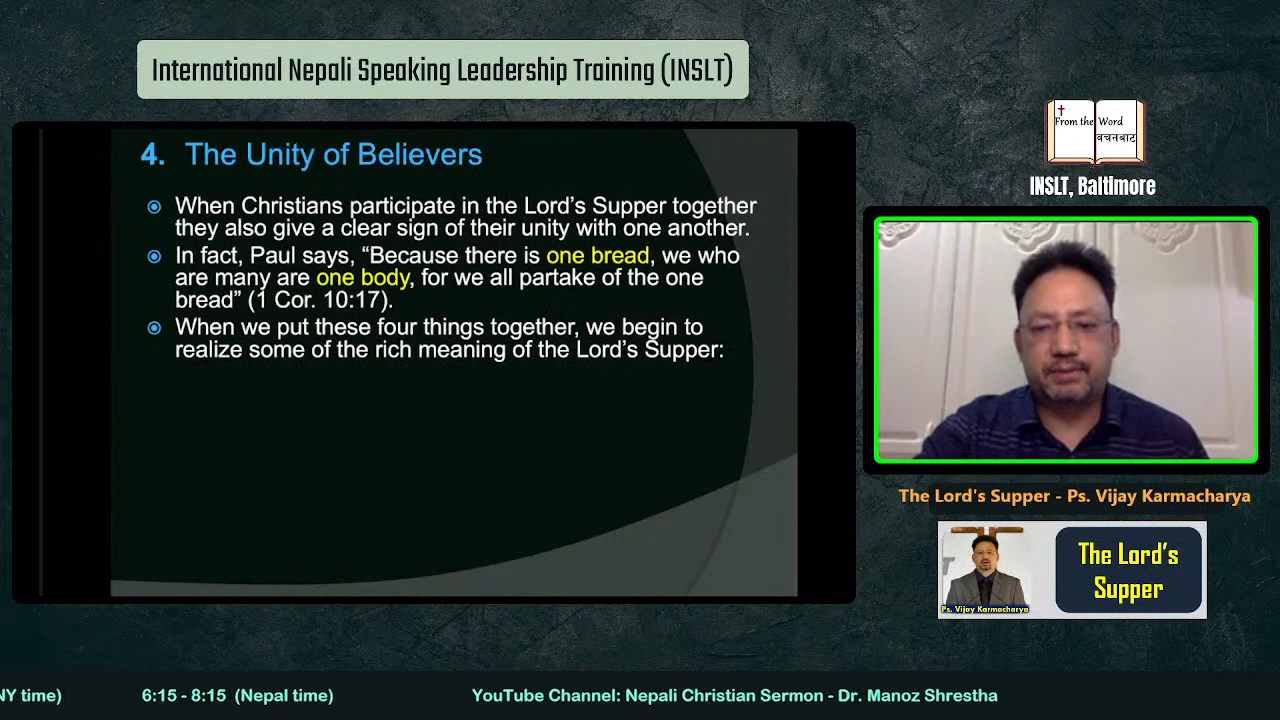 International Nepali Speaking Leadership Training (INSLT)
4. The Unity of Believers
When Christians participate in the Lord's Supper together
they also give a clear sign of their unity with one another.
In fact, Paul says, “Because there is one bread, we who
are many are one body, for we all partake of the one
bread” (1 Cor. 10:17).
When we put these four things together, we begin to
realize some of the rich meaning of the Lord's Supper:
From the Word
वचनबाट
INSLT, Baltimore
The Lord's Supper - Ps. Vijay Karmacharya
Ps. Vijay Karmacharya
The Lord's
Supper
NY time) 6:15 - 8:15 (Nepal time) YouTube Channel: Nepali Christian Sermon - Dr. Manoz Shrestha